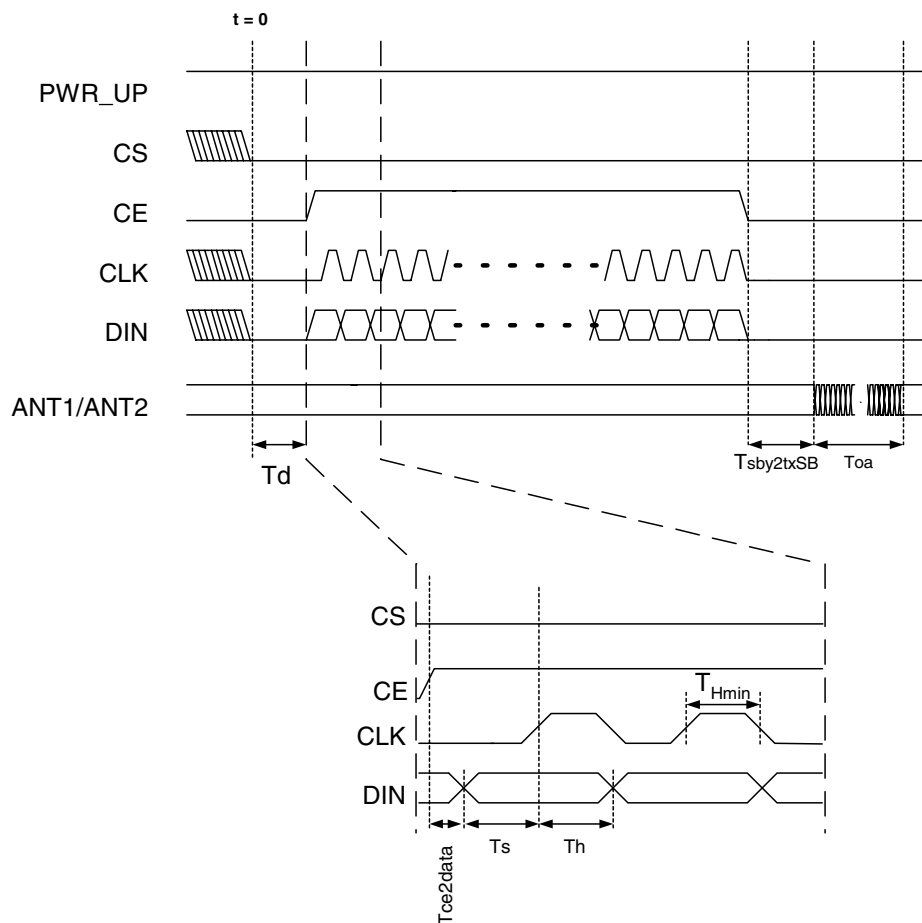 t = 0
PWR_UP
CS
CE
CLK
DIN
ANT1/ANT2
Td
Tsby2txSB
Toa
CS
CE
THmin
CLK
DIN
Tce2data
Ts
Th